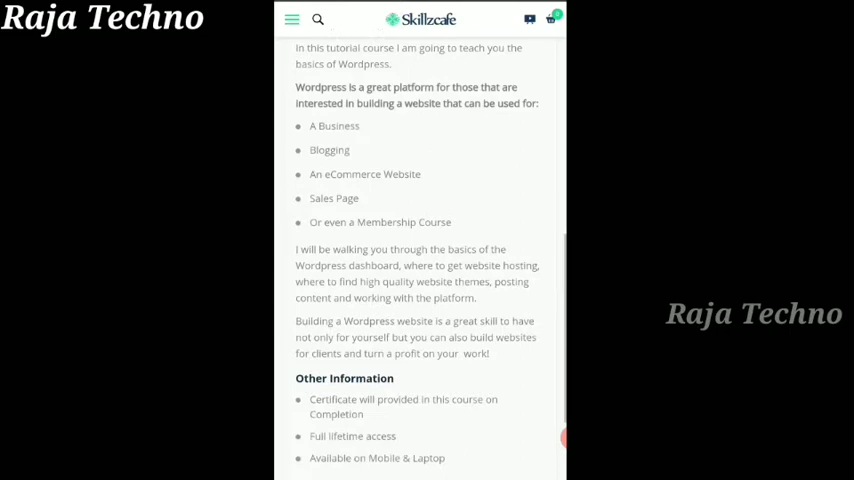 Raja Techno
Skillzcafe
0
In this tutorial course I am going to teach you the
basics of Wordpress.
Wordpress is a great platform for those that are
interested in building a website that can be used for:
A Business
Blogging
An eCommerce Website
Sales Page
Or even a Membership Course
I will be walking you through the basics of the
Wordpress dashboard, where to get website hosting,
where to find high quality website themes, posting
content and working with the platform.
Raja Techno
Building a Wordpress website is a great skill to have
not only for yourself but you can also build websites
for clients and turn a profit on your work!
Other Information
Certificate will provided in this course on
Completion
Full lifetime access
Available on Mobile & Laptop